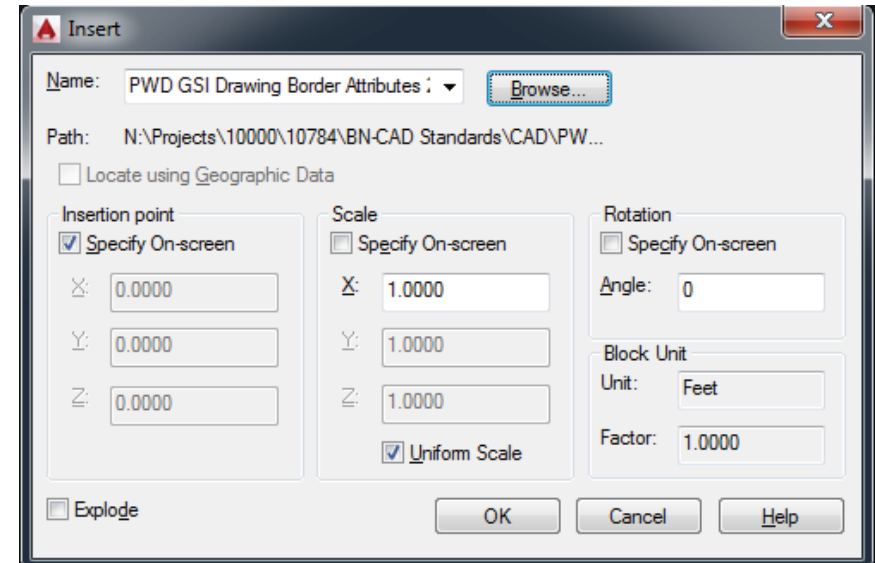 Insert
Name: PWD GSI Drawing Border Attributes Browse...
Path: N:\Projects\10000\10784\BN-CAD Standards\CAD\PW...
Locate using Geographic Data
Insertion point
Specify On-screen
X: 0.0000
Y: 0.0000
Z: 0.0000
Scale
Specify On-screen
X: 1.0000
Y: 1.0000
Z: 1.0000
Uniform Scale
Rotation
Specify On-screen
Angle: 0
Block Unit
Unit: Feet
Factor: 1.0000
Explode
OK Cancel Help